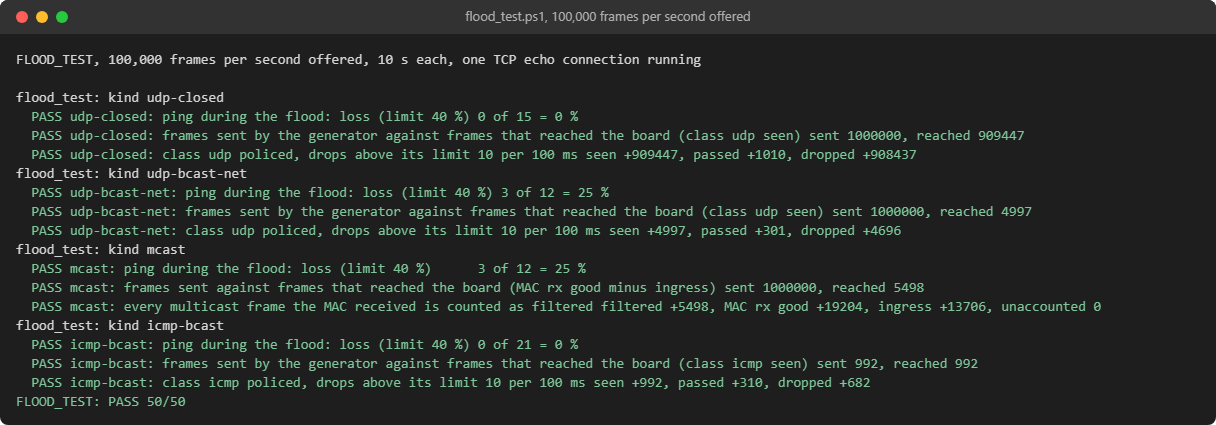 flood_test.ps1, 100,000 frames per second offered
FLOOD_TEST, 100,000 frames per second offered, 10 s each, one TCP echo connection running
flood_test: kind udp-closed
PASS udp-closed: ping during the flood: loss (limit 40 %) 0 of 15 = 0 %
PASS udp-closed: frames sent by the generator against frames that reached the board (class udp seen) sent 1000000, reached 909447
PASS udp-closed: class udp policed, drops above its limit 10 per 100 ms seen +909447, passed +1010, dropped +908437
flood_test: kind udp-bcast-net
PASS udp-bcast-net: ping during the flood: loss (limit 40 %) 3 of 12 = 25 %
PASS udp-bcast-net: frames sent by the generator against frames that reached the board (class udp seen) sent 1000000, reached 4997
PASS udp-bcast-net: class udp policed, drops above its limit 10 per 100 ms seen +4997, passed +301, dropped +4696
flood_test: kind mcast
PASS mcast: ping during the flood: loss (limit 40 %)      3 of 12 = 25 %
PASS mcast: frames sent against frames that reached the board (MAC rx good minus ingress) sent 1000000, reached 5498
PASS mcast: every multicast frame the MAC received is counted as filtered filtered +5498, MAC rx good +19204, ingress +13706, unaccounted 0
flood_test: kind icmp-bcast
PASS icmp-bcast: ping during the flood: loss (limit 40 %) 0 of 21 = 0 %
PASS icmp-bcast: frames sent by the generator against frames that reached the board (class icmp seen) sent 992, reached 992
PASS icmp-bcast: class icmp policed, drops above its limit 10 per 100 ms seen +992, passed +310, dropped +682
FLOOD_TEST: PASS 50/50